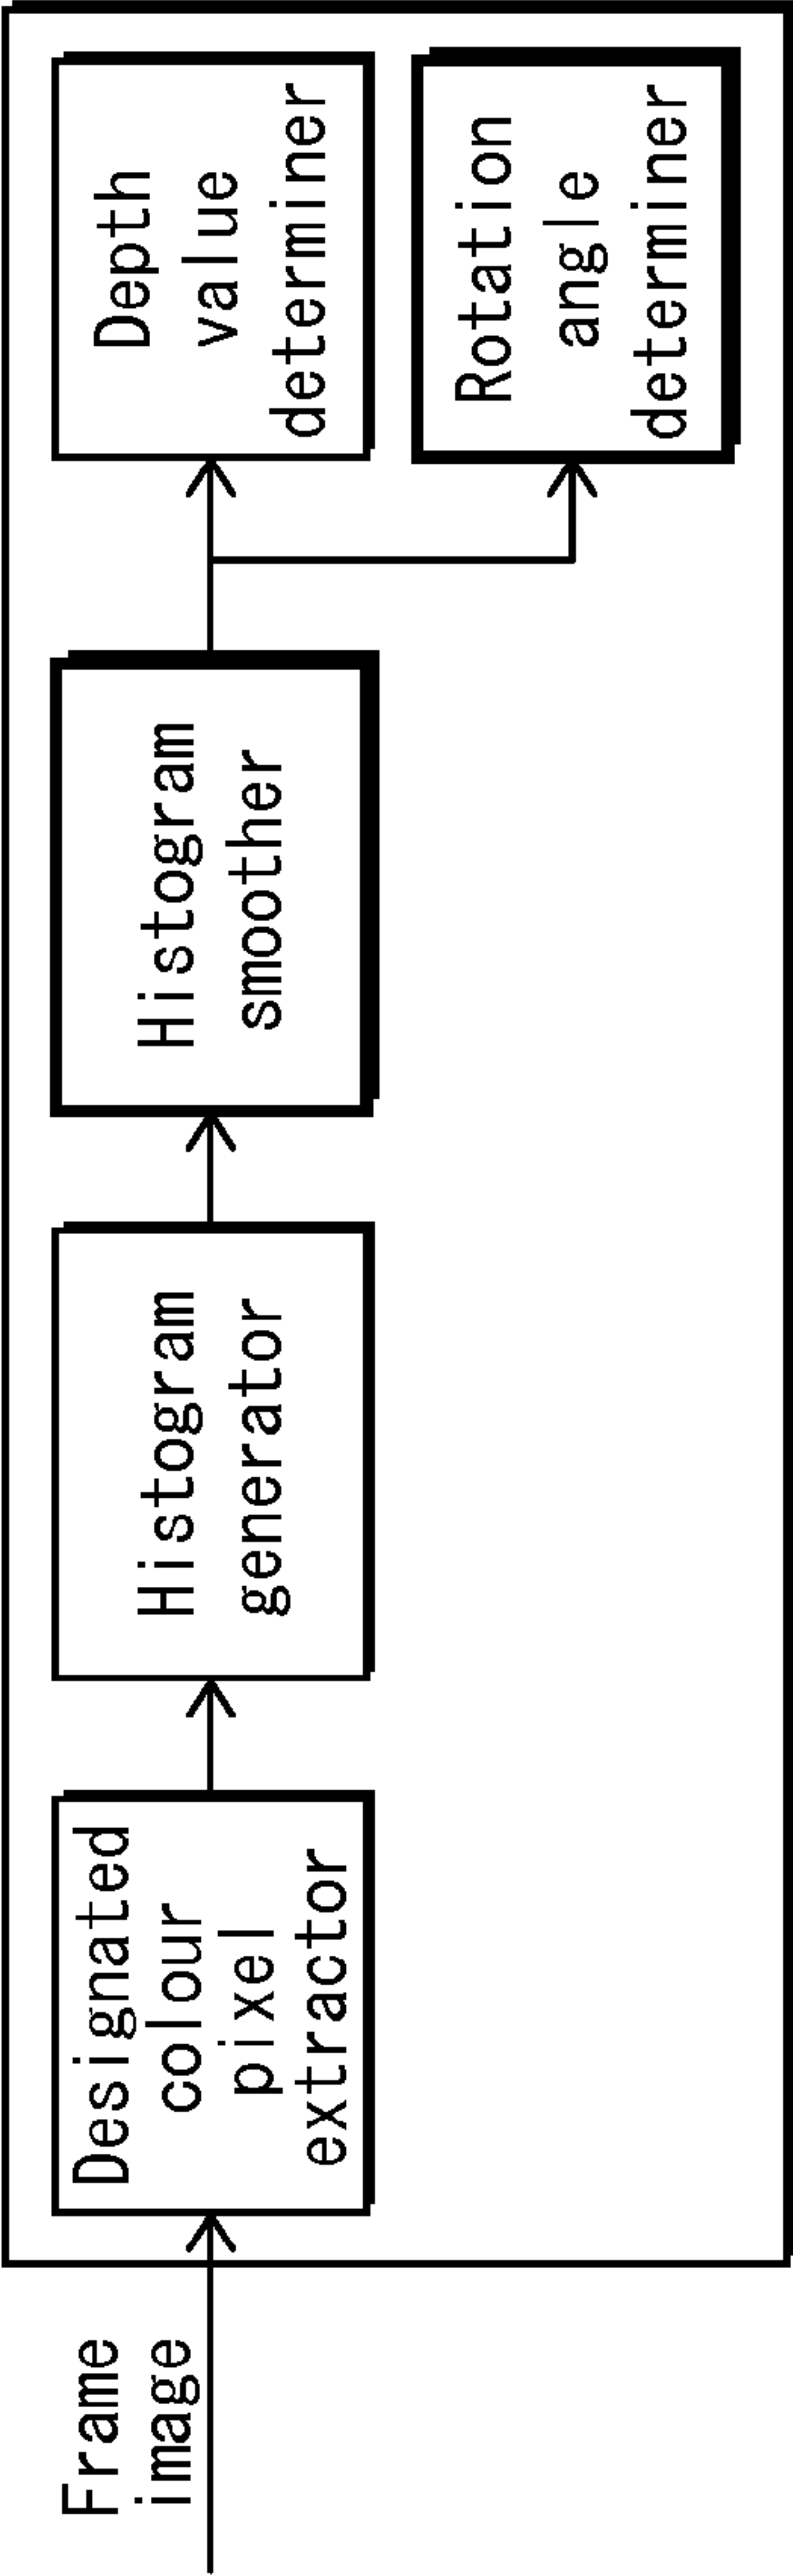 Frame
image
Designated
colour
pixel
extractor
Histogram
generator
Histogram
smoother
Depth
value
determiner
Rotation
angle
determiner